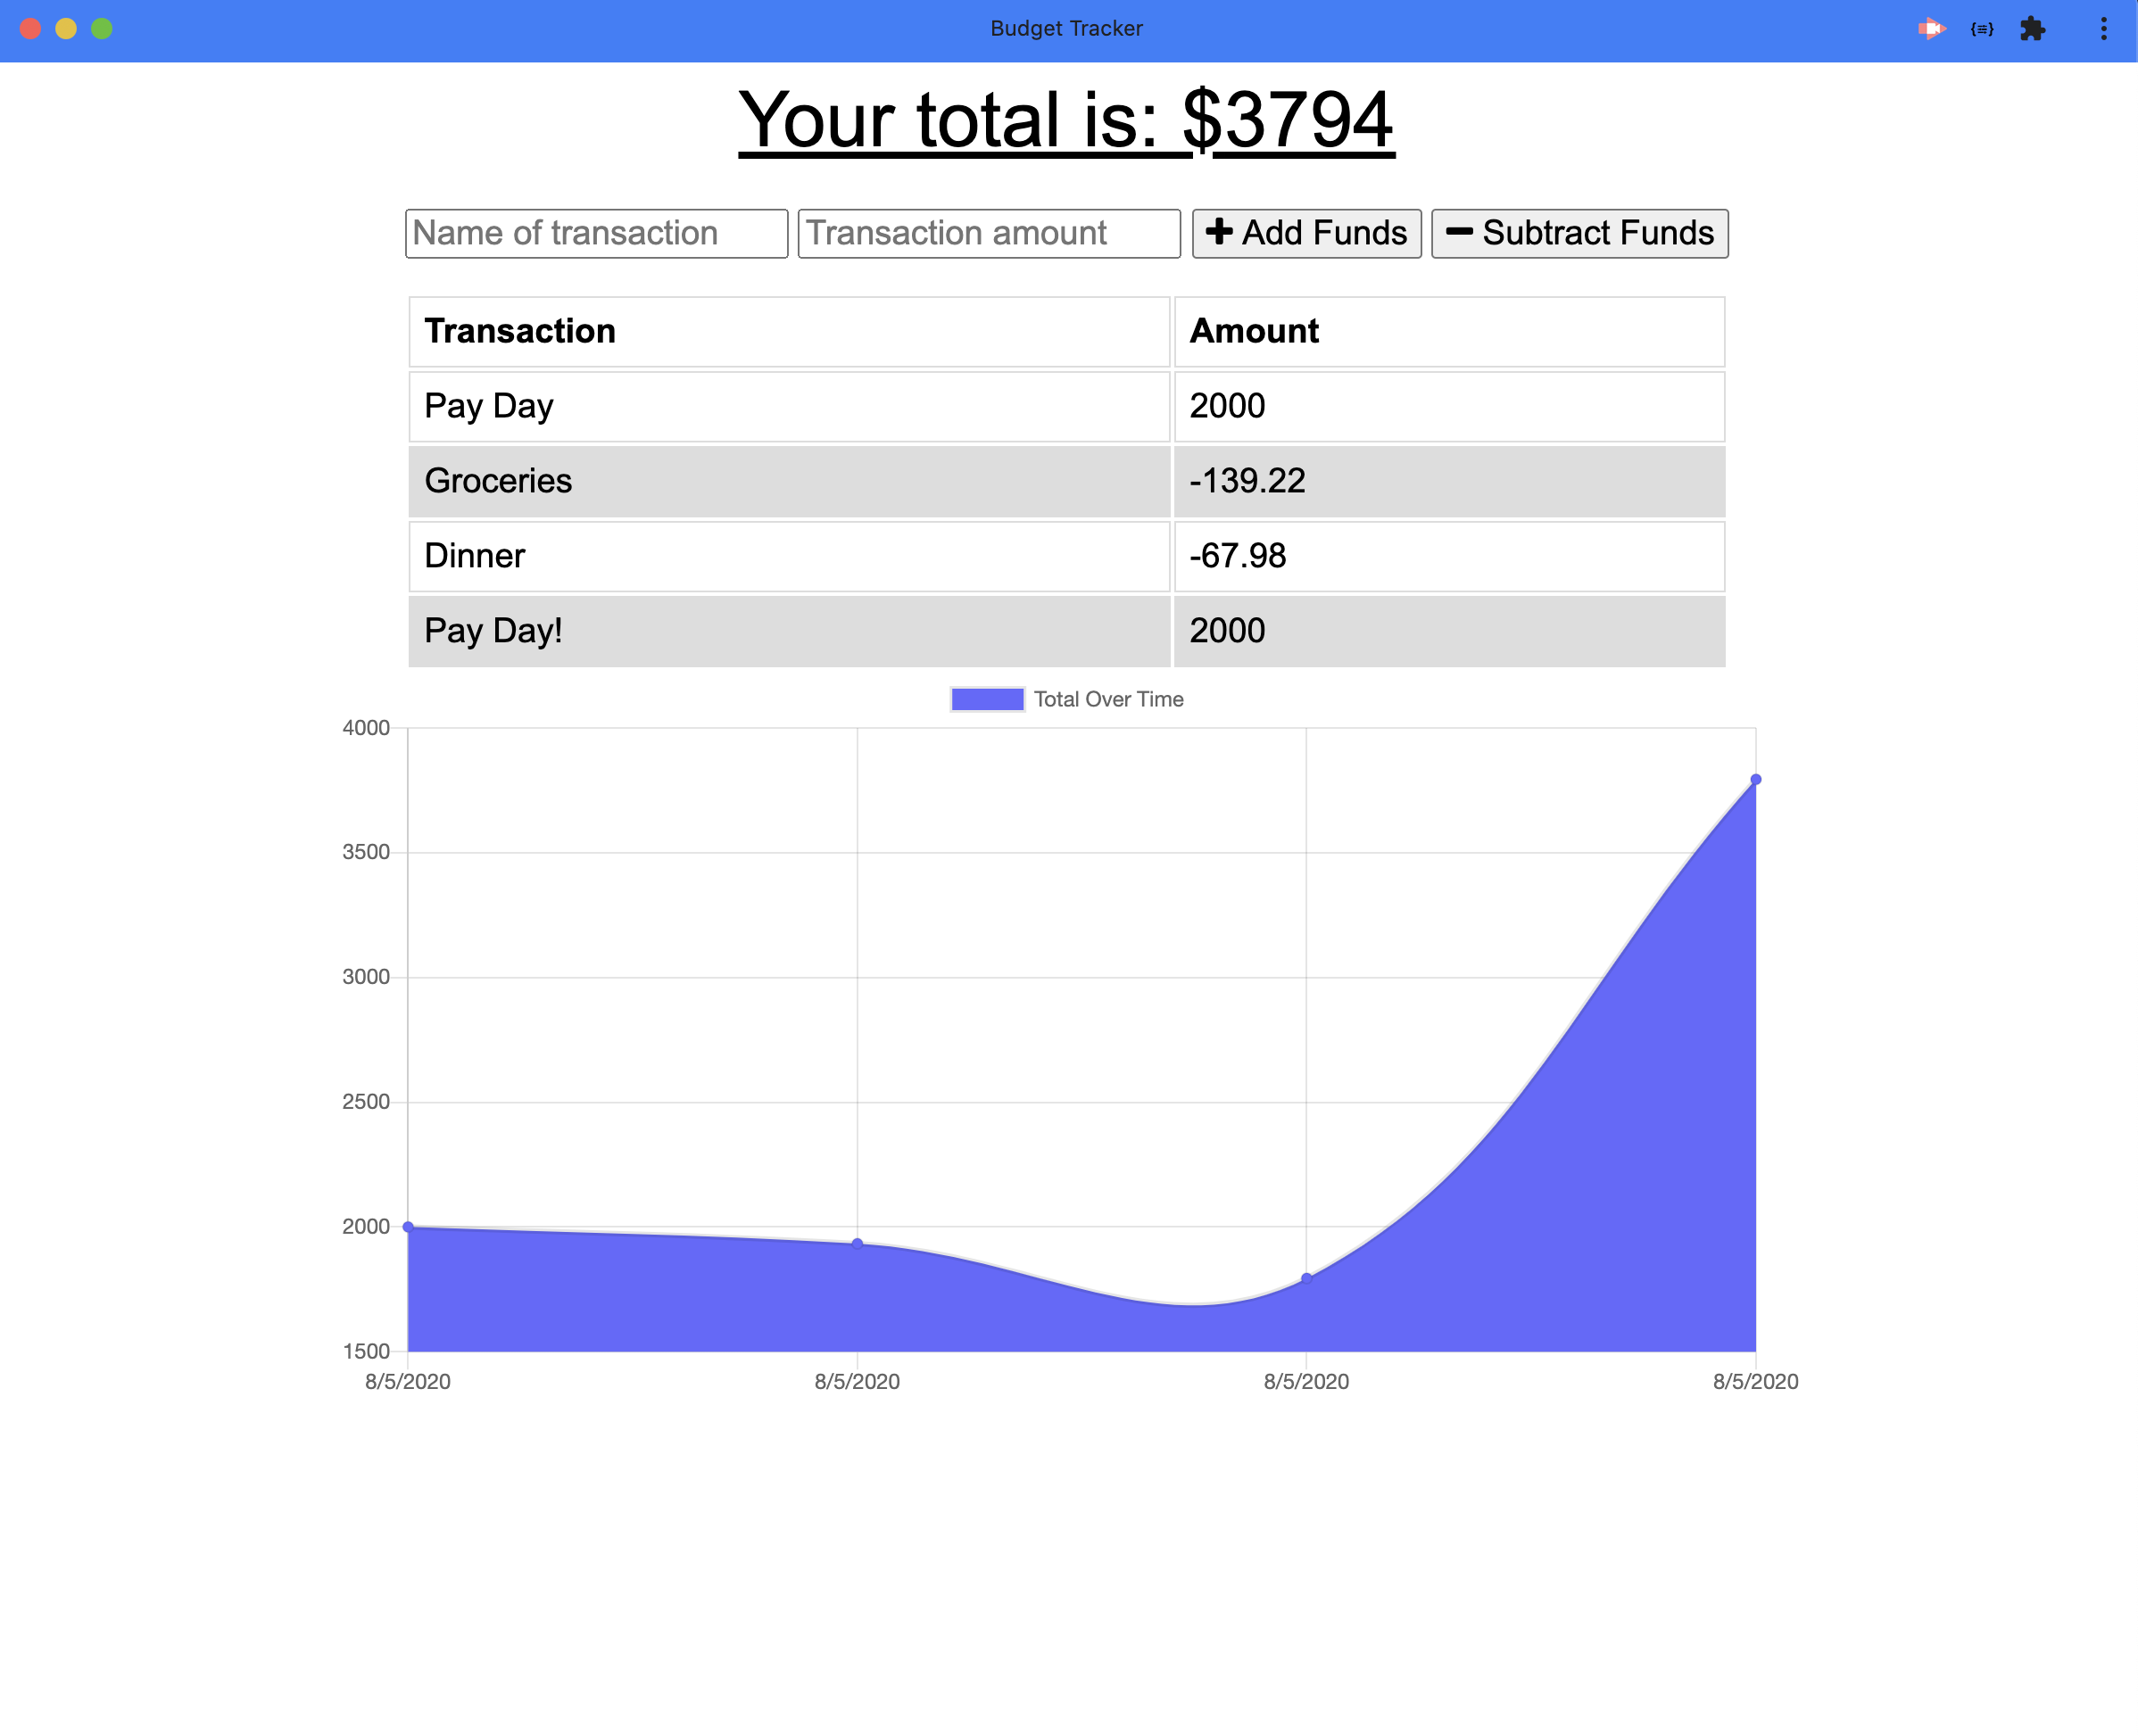 Budget Tracker
{≡}
Your total is: $3794
Name of transaction Transaction amount Add Funds Subtract Funds
Transaction Amount
Pay Day 2000
Groceries -139.22
Dinner -67.98
Pay Day! 2000
Total Over Time
4000
3500
3000
2500
2000
1500
8/5/2020 8/5/2020 8/5/2020 8/5/2020